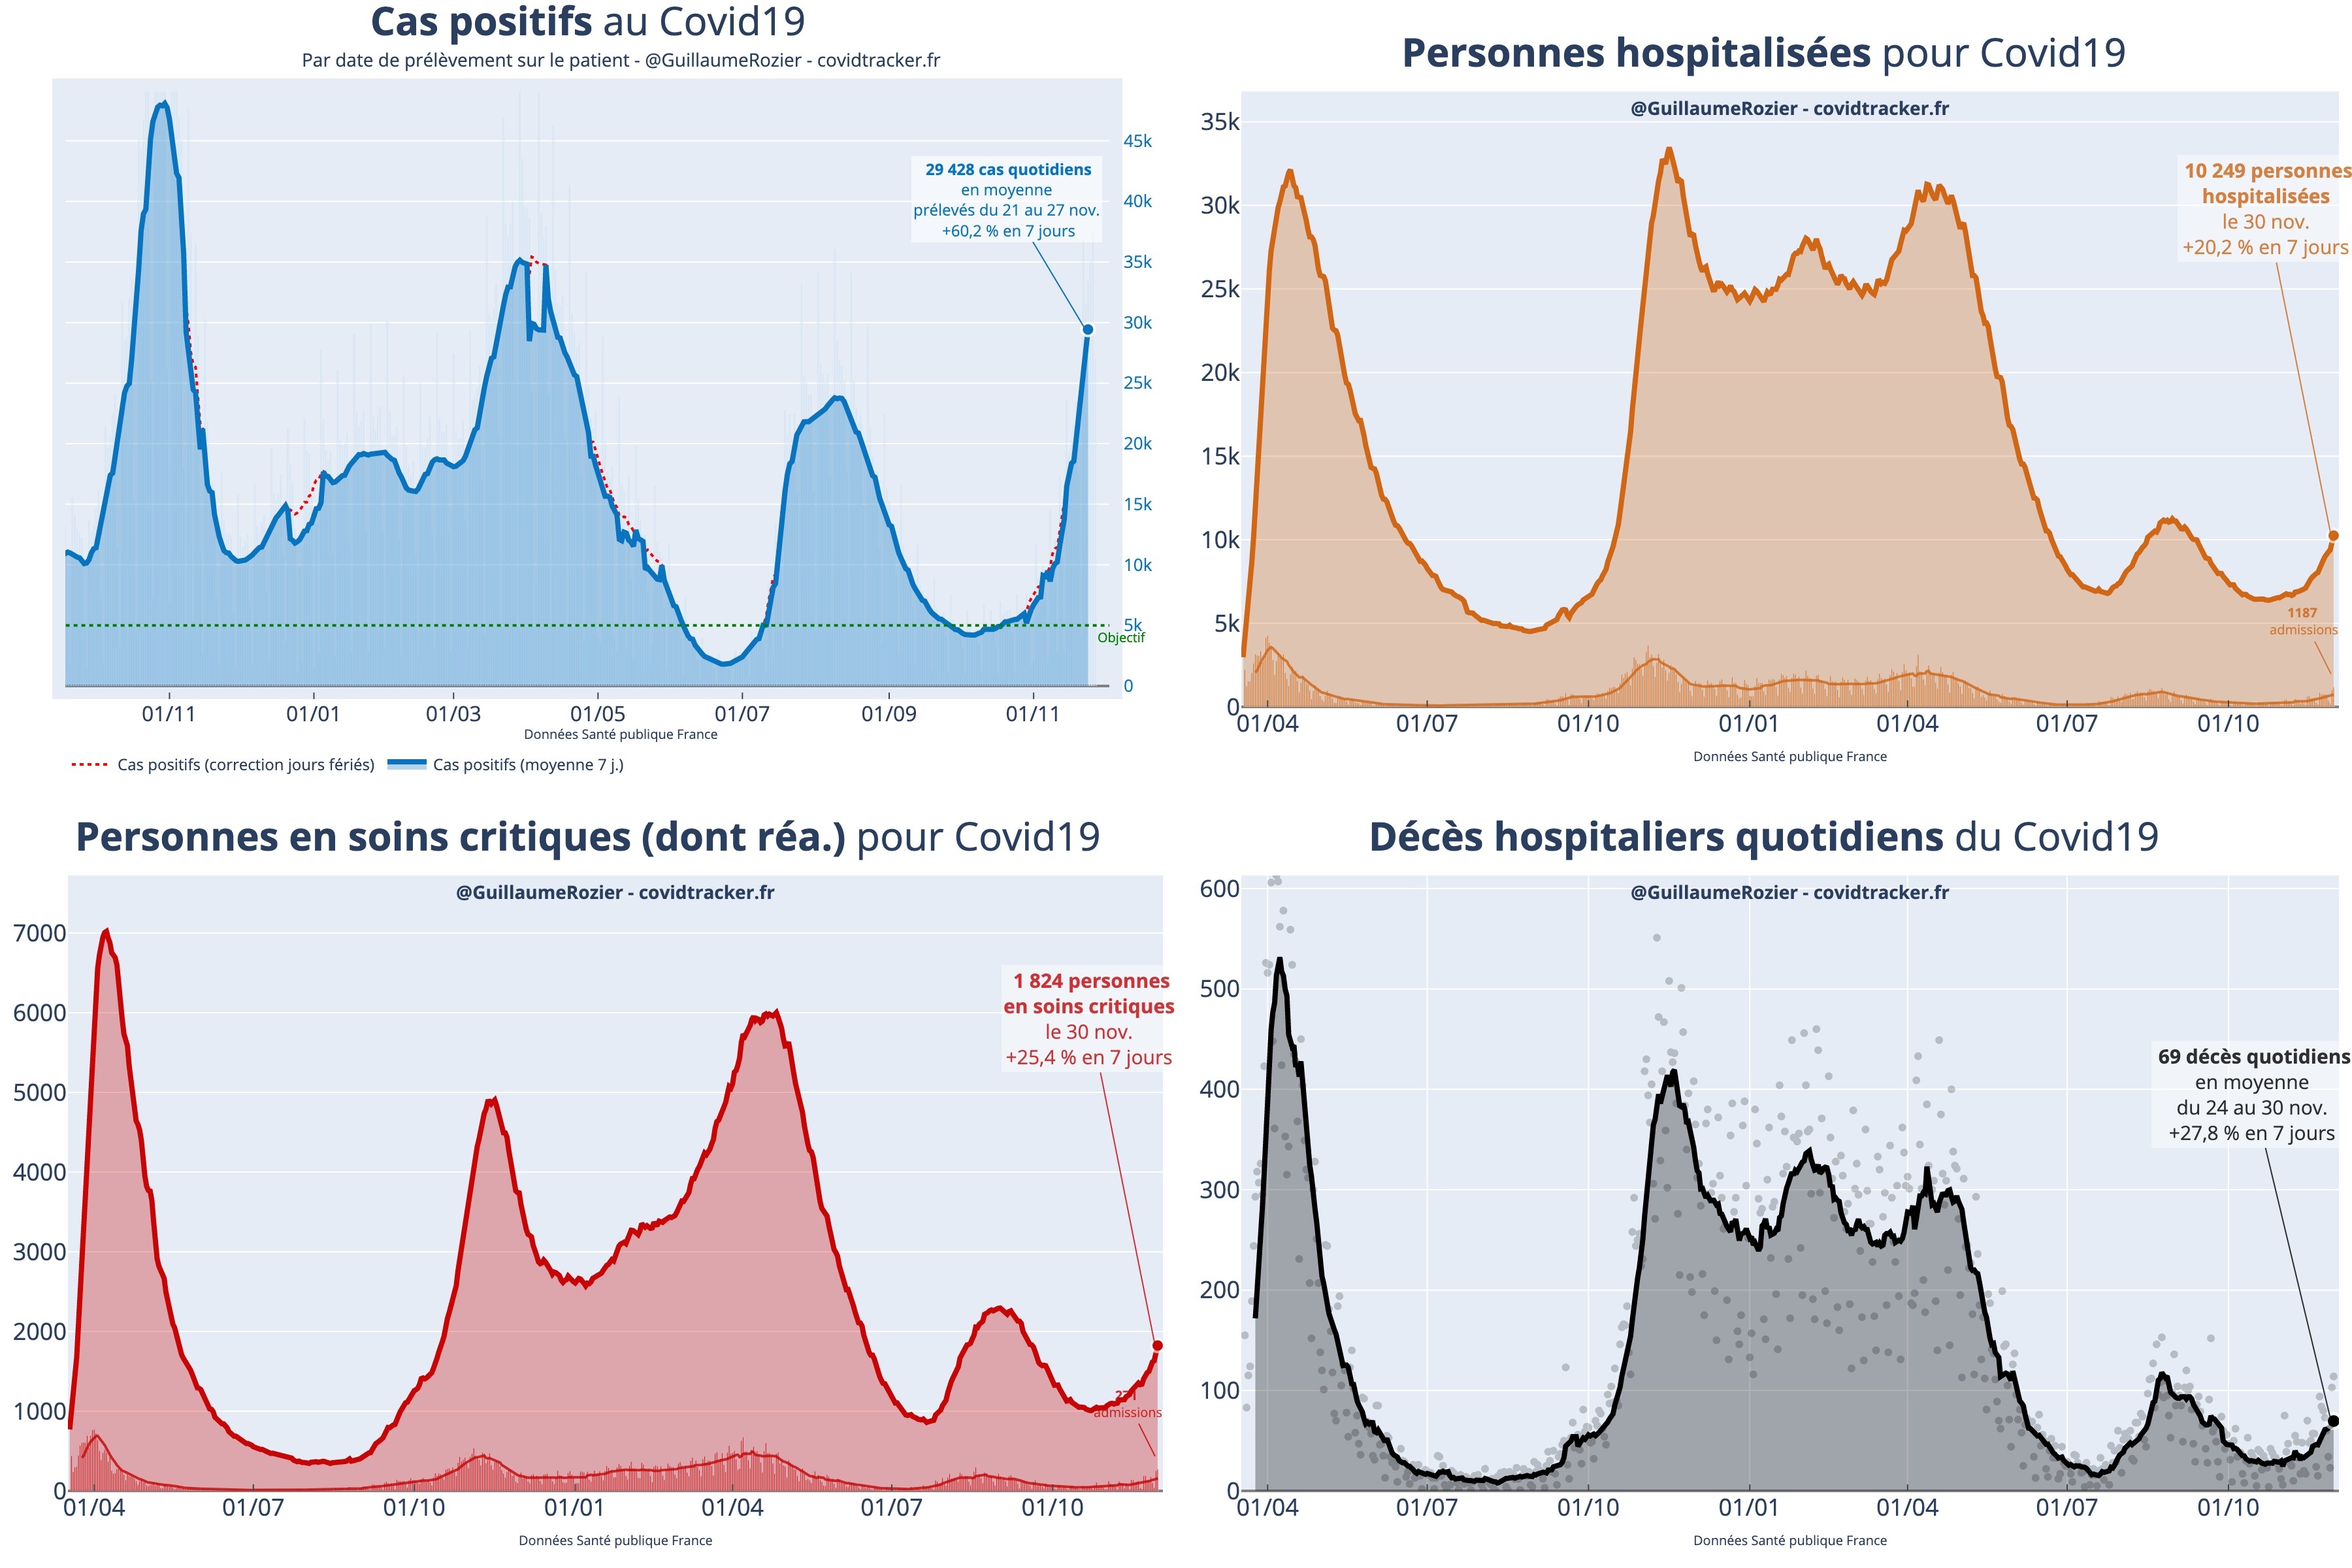 Cas positifs au Covid19
Par date de prélèvement sur le patient - @GuillaumeRozier - covidtracker.fr
45k
40k
35k
30k
25k
20k
15k
10k
5k
0
29 428 cas quotidiens
en moyenne
prélevés du 21 au 27 nov.
+60,2 % en 7 jours
Objectif
01/11 01/01 01/03 01/05 01/07 01/09 01/11
Données Santé publique France
Cas positifs (correction jours fériés) Cas positifs (moyenne 7 j.)
Personnes hospitalisées pour Covid19
@GuillaumeRozier - covidtracker.fr
35k
30k
25k
20k
15k
10k
5k
0
10 249 personnes
hospitalisées
le 30 nov.
+20,2 % en 7 jours
1187
admissions
01/04 01/07 01/10 01/01 01/04 01/07 01/10
Données Santé publique France
Personnes en soins critiques (dont réa.) pour Covid19
@GuillaumeRozier - covidtracker.fr
7000
6000
5000
4000
3000
2000
1000
0
1 824 personnes
en soins critiques
le 30 nov.
+25,4 % en 7 jours
admissions
01/04 01/07 01/10 01/01 01/04 01/07 01/10
Données Santé publique France
Décès hospitaliers quotidiens du Covid19
@GuillaumeRozier - covidtracker.fr
600
500
400
300
200
100
0
69 décès quotidiens
en moyenne
du 24 au 30 nov.
+27,8 % en 7 jours
01/04 01/07 01/10 01/01 01/04 01/07 01/10
Données Santé publique France